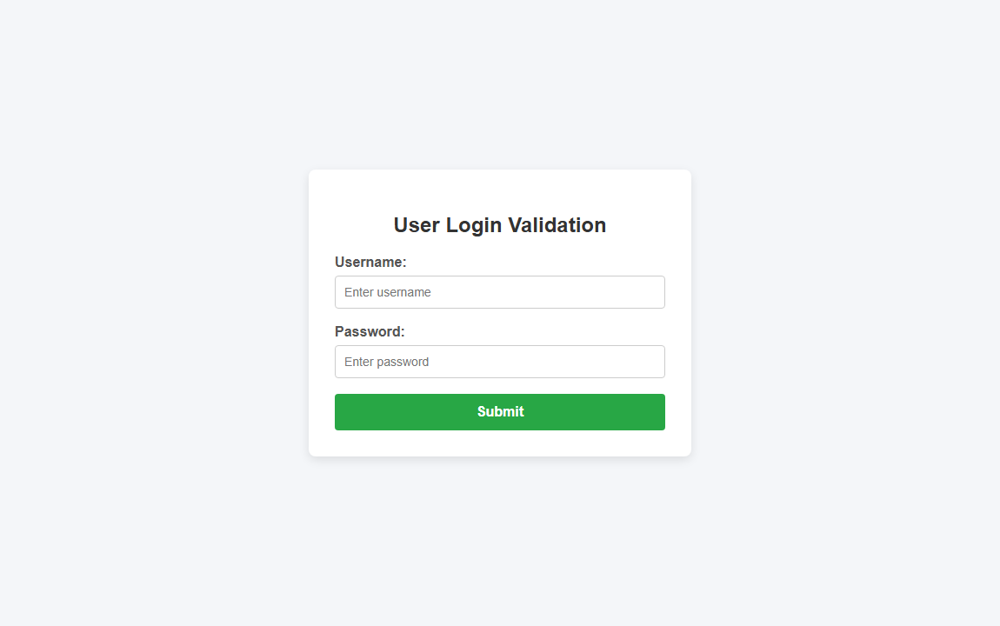 User Login Validation
Username:
Enter username
Password:
Enter password
Submit